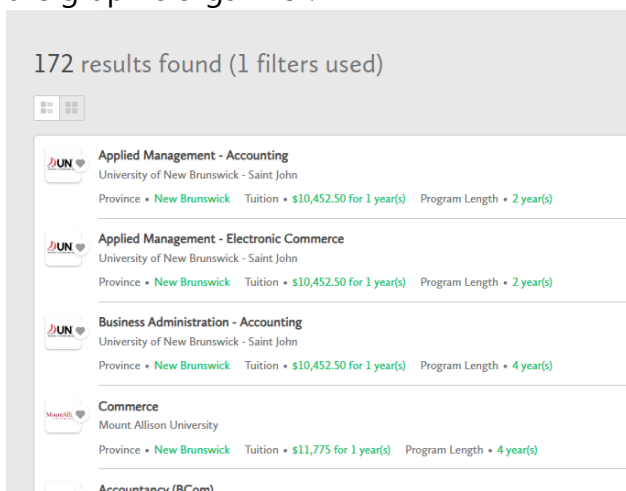 172 results found (1 filters used)
UN
Applied Management - Accounting
University of New Brunswick - Saint John
Province • New Brunswick Tuition • $10,452.50 for 1 year(s) Program Length • 2 year(s)
UN
Applied Management - Electronic Commerce
University of New Brunswick - Saint John
Province • New Brunswick Tuition • $10,452.50 for 1 year(s) Program Length • 2 year(s)
UN
Business Administration - Accounting
University of New Brunswick - Saint John
Province • New Brunswick Tuition • $10,452.50 for 1 year(s) Program Length • 4 year(s)
MountAlli
Commerce
Mount Allison University
Province • New Brunswick Tuition • $11,775 for 1 year(s) Program Length • 4 year(s)
Accountancy (BCom)